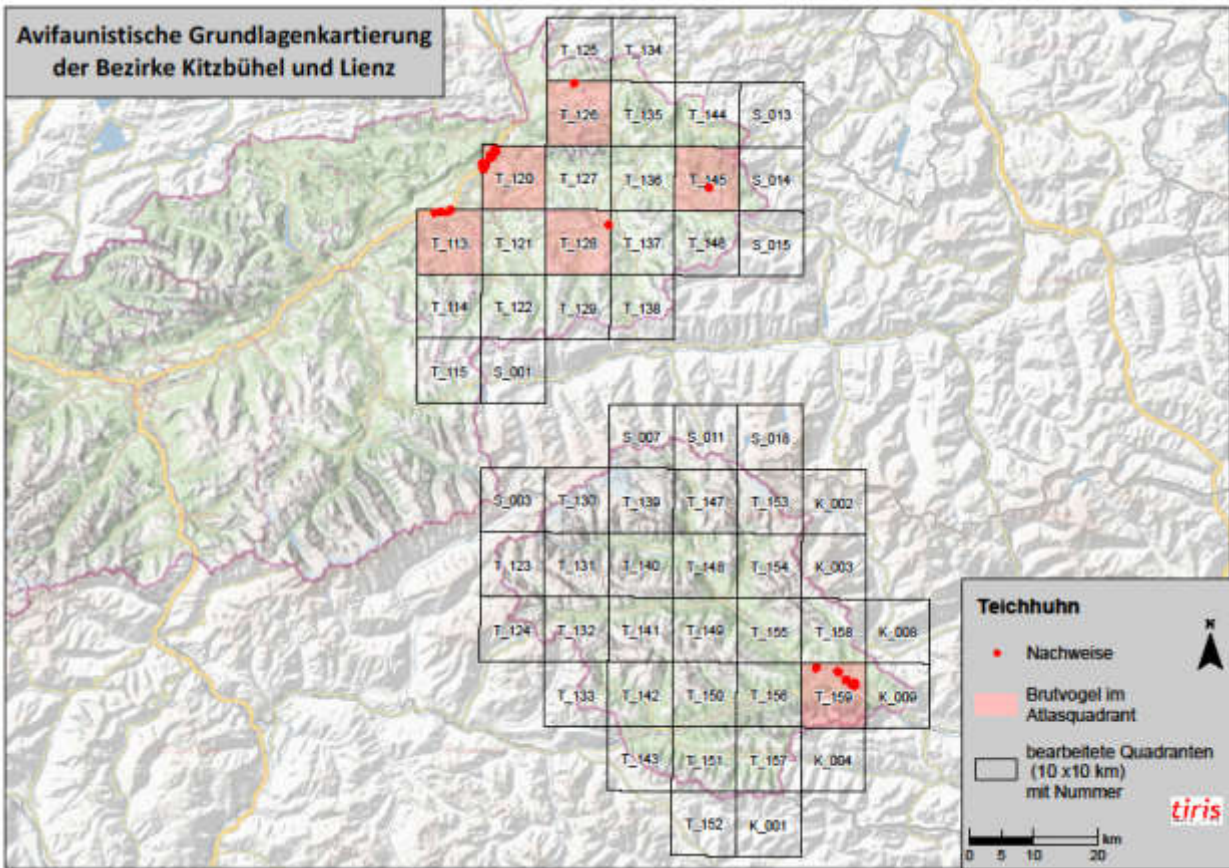 Avifaunistische Grundlagenkartierung
der Bezirke Kitzbühel und Lienz
T_125 T_134
T_126 T_135 T_144 S_013
T_120 T_127 T_136 T_145 S_014
T_113 T_121 T_128 T_137 T_146 S_015
T_114 T_122 T_129 T_138
T_115 S_001
S_007 S_011 S_018
S_003 T_130 T_139 T_147 T_153 K_002
T_123 T_131 T_140 T_148 T_154 K_003
T_124 T_132 T_141 T_149 T_155 T_158 K_008
T_133 T_142 T_150 T_156 T_159 K_009
T_143 T_151 T_157 K_004
T_152 K_001
Teichhuhn
N
Nachweise
Brutvogel im
Atlasquadrant
bearbeitete Quadranten
(10 x10 km)
mit Nummer
tiris
km
0 5 10 20